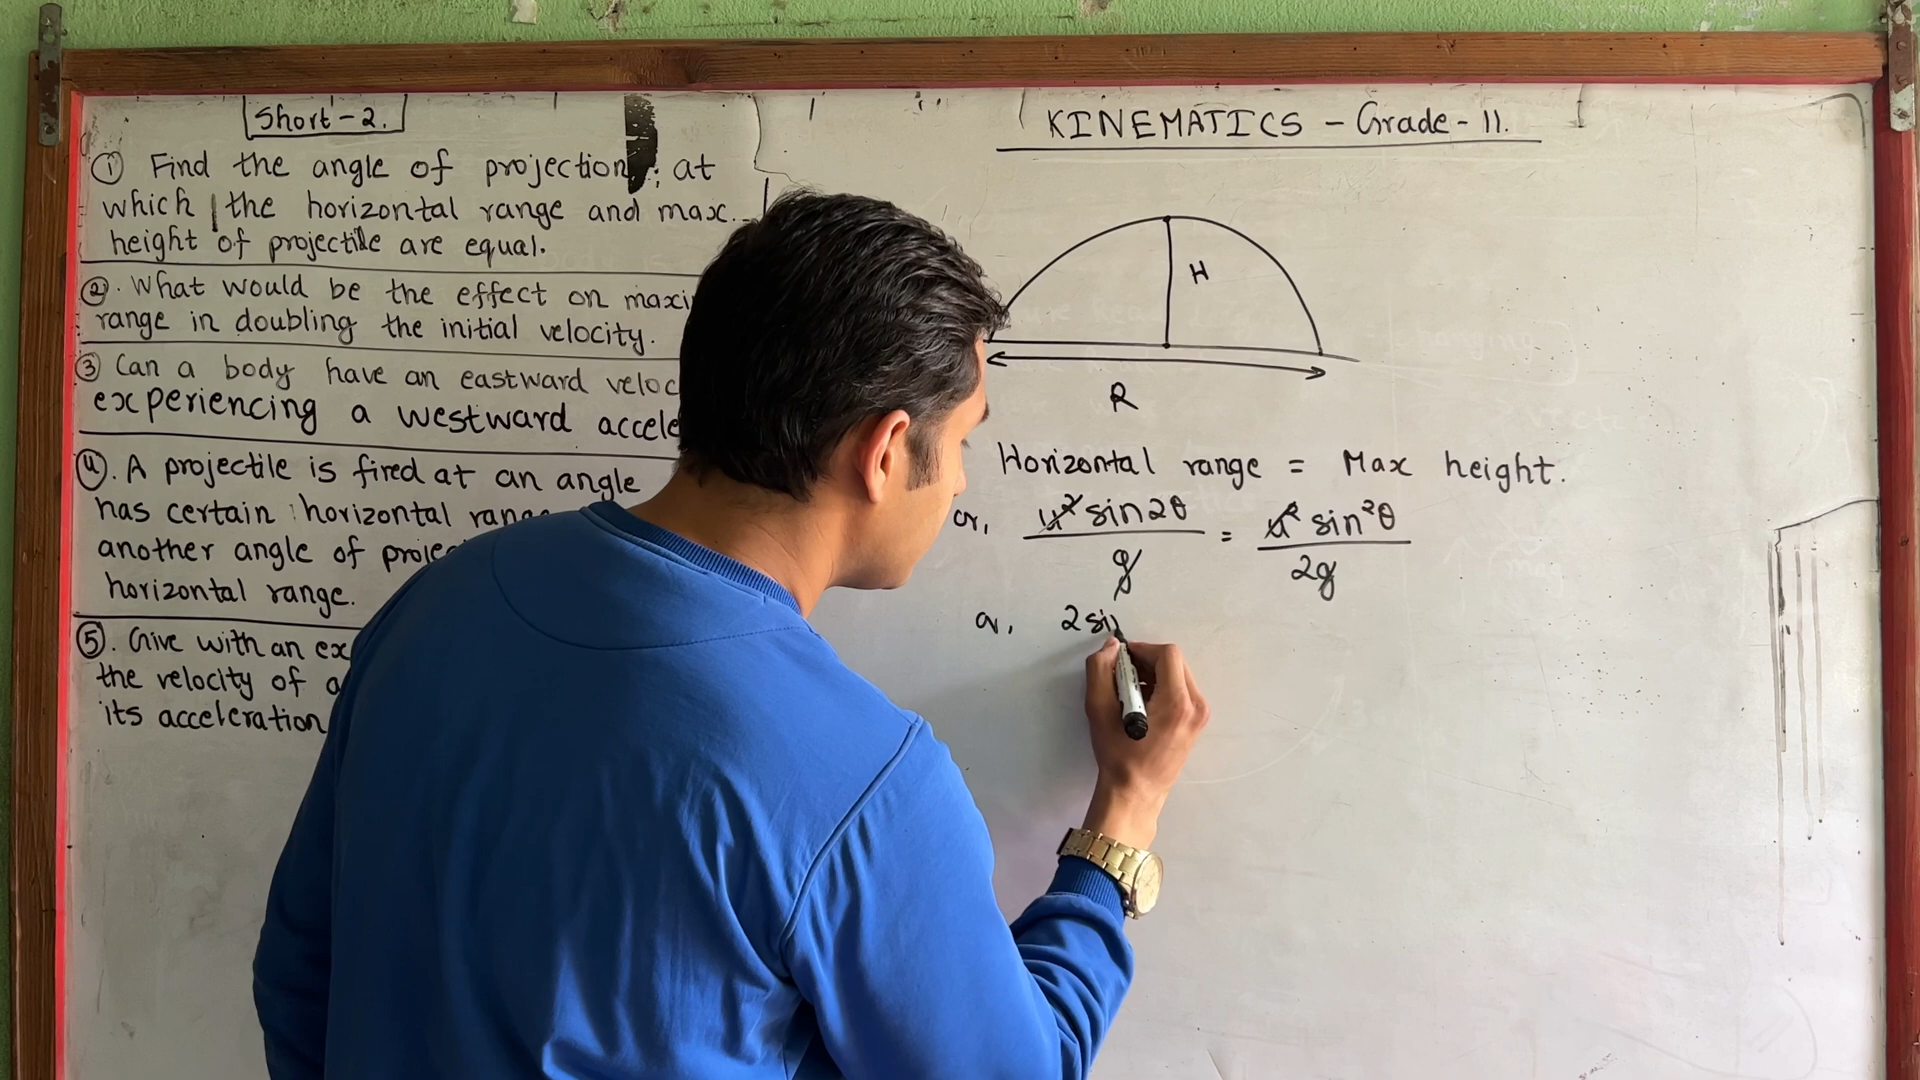 Short-2.
① Find the angle of projection, at
which the horizontal range and max.
height of projectile are equal.
②. What would be the effect on maxi
range in doubling the initial velocity.
③ Can a body have an eastward veloc
experiencing a westward accele
④. A projectile is fired at an angle
has certain horizontal range
another angle of projec
horizontal range.
⑤. Give with an ex
the velocity of a
its acceleration
KINEMATICS - Grade - 11.
H
R
Horizontal range = Max height.
or, u² sin2θ / g = u² sin²θ / 2g
or, 2sin